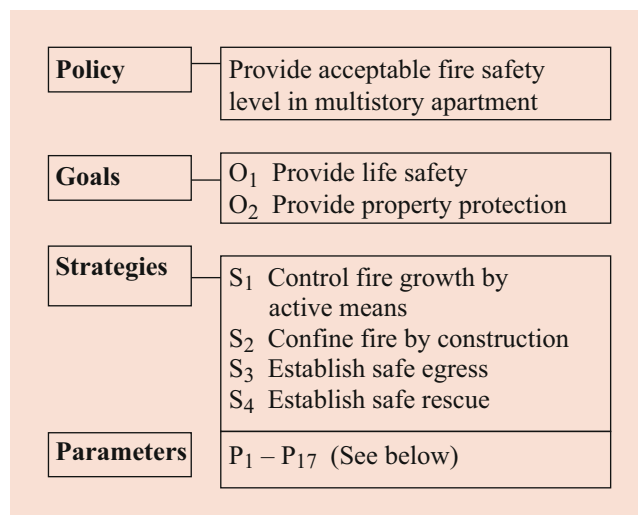 Policy
Provide acceptable fire safety
level in multistory apartment
Goals
O1 Provide life safety
O2 Provide property protection
Strategies
S1 Control fire growth by
active means
S2 Confine fire by construction
S3 Establish safe egress
S4 Establish safe rescue
Parameters
P1 – P17 (See below)